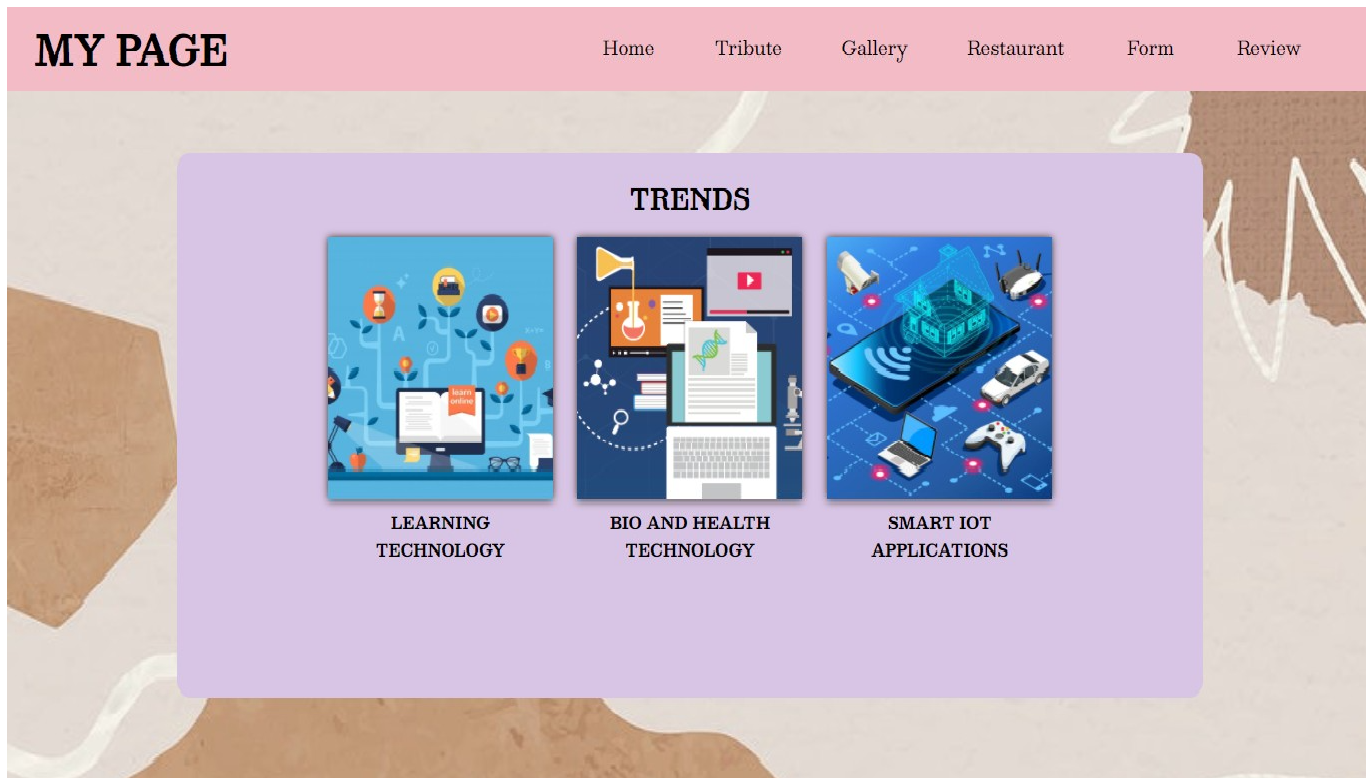 MY PAGE
Home Tribute Gallery Restaurant Form Review
TRENDS
A
learn
online
LEARNING
TECHNOLOGY
BIO AND HEALTH
TECHNOLOGY
SMART IOT
APPLICATIONS